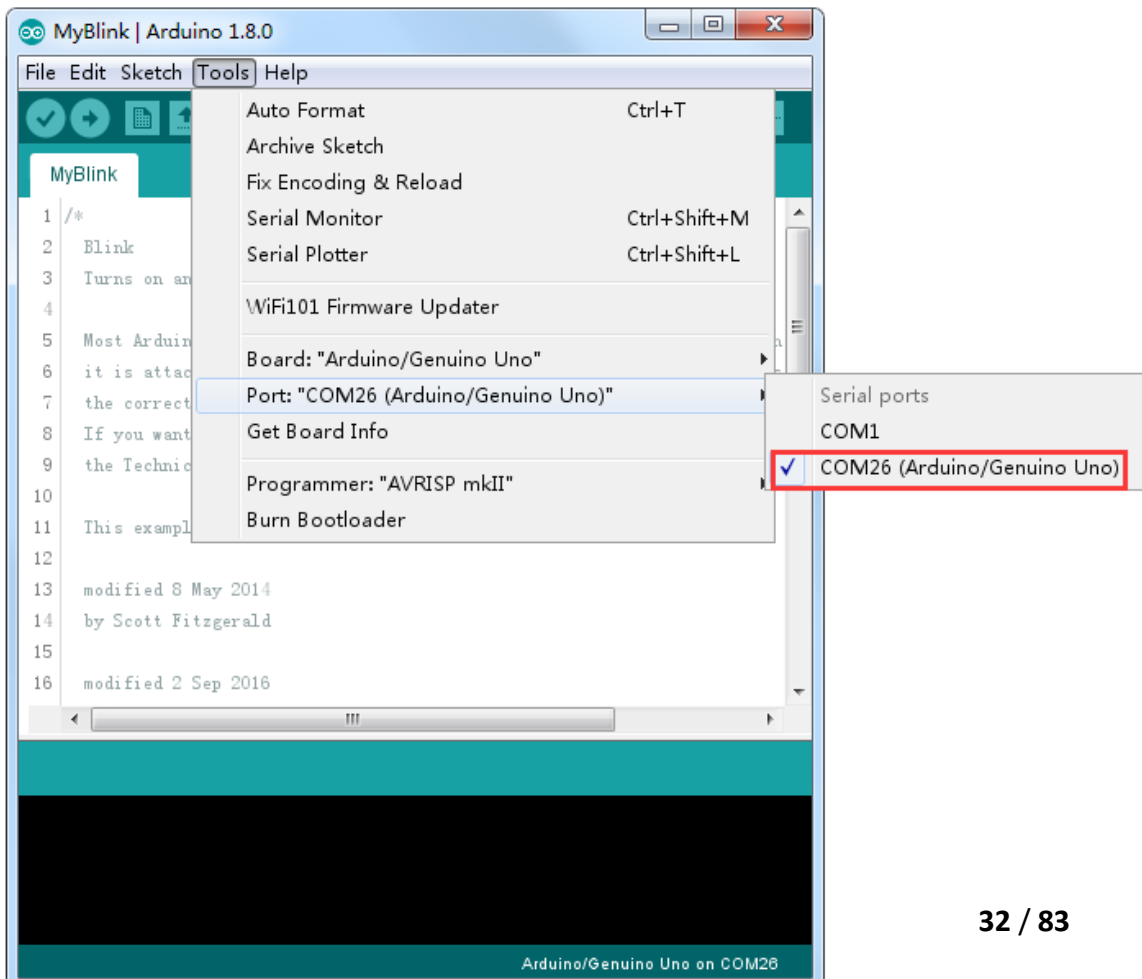 MyBlink | Arduino 1.8.0
File Edit Sketch Tools Help
Auto Format Ctrl+T
Archive Sketch
Fix Encoding & Reload
Serial Monitor Ctrl+Shift+M
Serial Plotter Ctrl+Shift+L
WiFi101 Firmware Updater
Board: "Arduino/Genuino Uno"
Port: "COM26 (Arduino/Genuino Uno)"
Get Board Info
Programmer: "AVRISP mkII"
Burn Bootloader
Serial ports
COM1
✓ COM26 (Arduino/Genuino Uno)
MyBlink
1 /*
2 Blink
3 Turns on an
4
5 Most Arduin
6 it is attac
7 the correct
8 If you want
9 the Technic
10
11 This exampl
12
13 modified 8 May 2014
14 by Scott Fitzgerald
15
16 modified 2 Sep 2016
Arduino/Genuino Uno on COM26
32 / 83